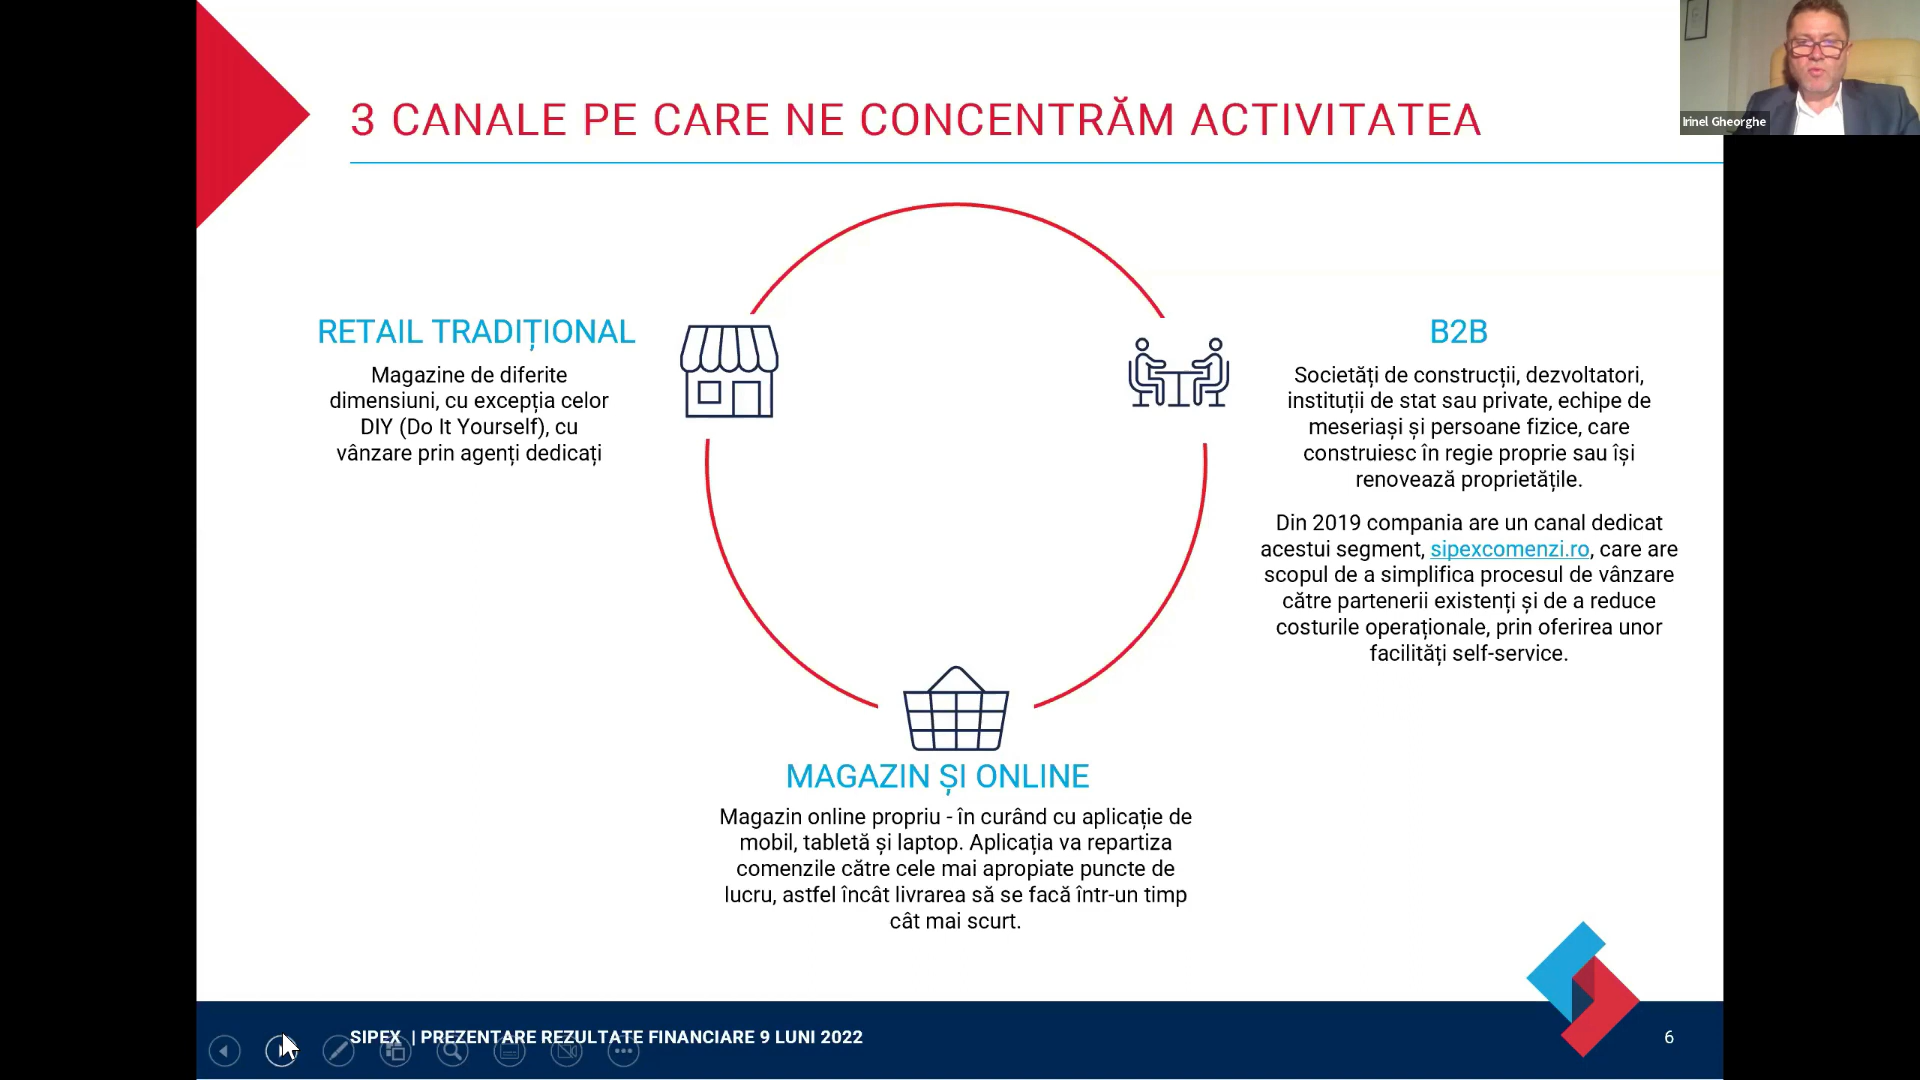 3 CANALE PE CARE NE CONCENTRĂM ACTIVITATEA
Irinel Gheorghe
RETAIL TRADIȚIONAL
Magazine de diferite
dimensiuni, cu excepția celor
DIY (Do It Yourself), cu
vânzare prin agenți dedicați
B2B
Societăți de construcții, dezvoltatori,
instituții de stat sau private, echipe de
meseriași și persoane fizice, care
construiesc în regie proprie sau își
renovează proprietățile.
Din 2019 compania are un canal dedicat
acestui segment, sipexcomenzi.ro, care are
scopul de a simplifica procesul de vânzare
către partenerii existenți și de a reduce
costurile operaționale, prin oferirea unor
facilități self-service.
MAGAZIN ȘI ONLINE
Magazin online propriu - în curând cu aplicație de
mobil, tabletă și laptop. Aplicația va repartiza
comenzile către cele mai apropiate puncte de
lucru, astfel încât livrarea să se facă într-un timp
cât mai scurt.
SIPEX | PREZENTARE REZULTATE FINANCIARE 9 LUNI 2022
6